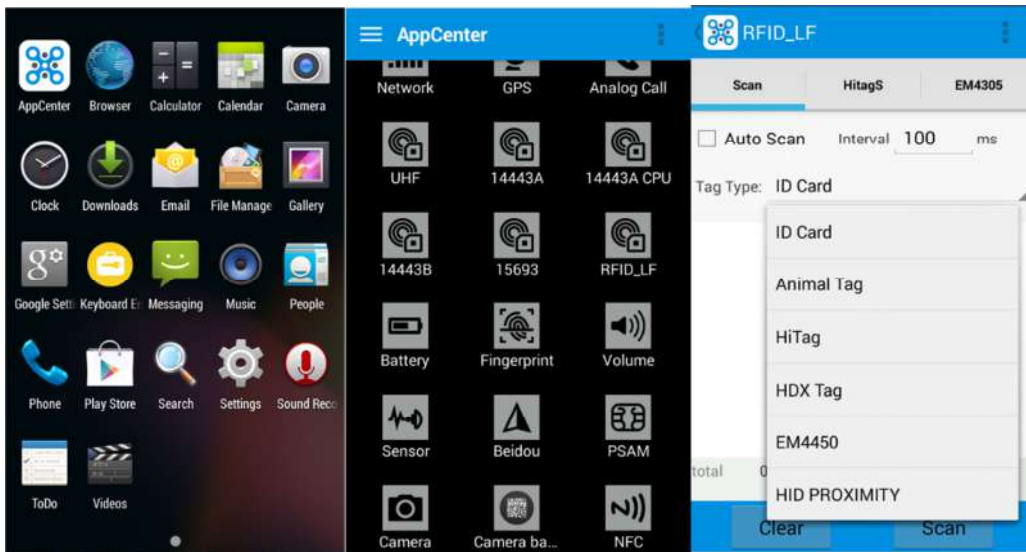 AppCenter Browser Calculator Calendar Camera
Clock Downloads Email File Manage Gallery
Google Setti Keyboard Em Messaging Music People
Phone Play Store Search Settings Sound Reco
ToDo Videos
AppCenter
Network GPS Analog Call
UHF 14443A 14443A CPU
14443B 15693 RFID_LF
Battery Fingerprint Volume
Sensor Beidou PSAM
Camera Camera ba... NFC
RFID_LF
Scan HitagS EM4305
Auto Scan Interval 100 ms
Tag Type: ID Card
ID Card
Animal Tag
HiTag
HDX Tag
EM4450
total 0
HID PROXIMITY
Clear Scan